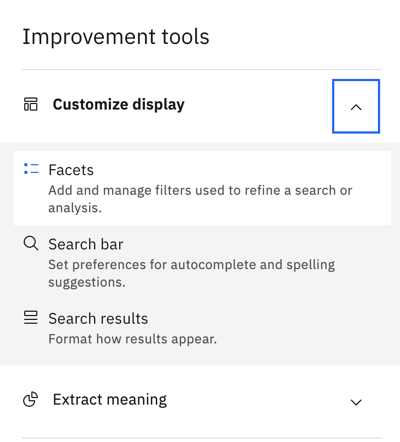 Improvement tools
Customize display
Facets
Add and manage filters used to refine a search or
analysis.
Search bar
Set preferences for autocomplete and spelling
suggestions.
Search results
Format how results appear.
Extract meaning